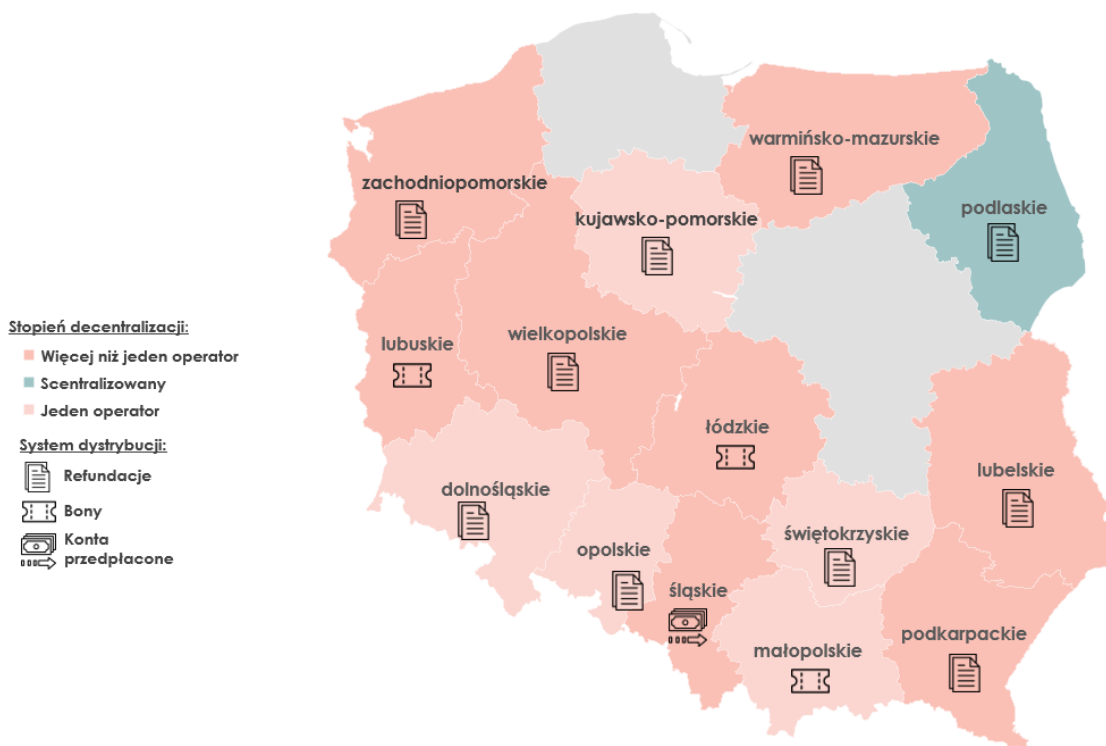 warmińsko-mazurskie
zachodniopomorskie
podlaskie
kujawsko-pomorskie
Stopień decentralizacji:
Więcej niż jeden operator
Scentralizowany
Jeden operator
System dystrybucji:
Refundacje
Bony
Konta
przedpłacone
wielkopolskie
lubuskie
łódzkie
lubelskie
dolnośląskie
świętokrzyskie
opolskie
śląskie
podkarpackie
małopolskie